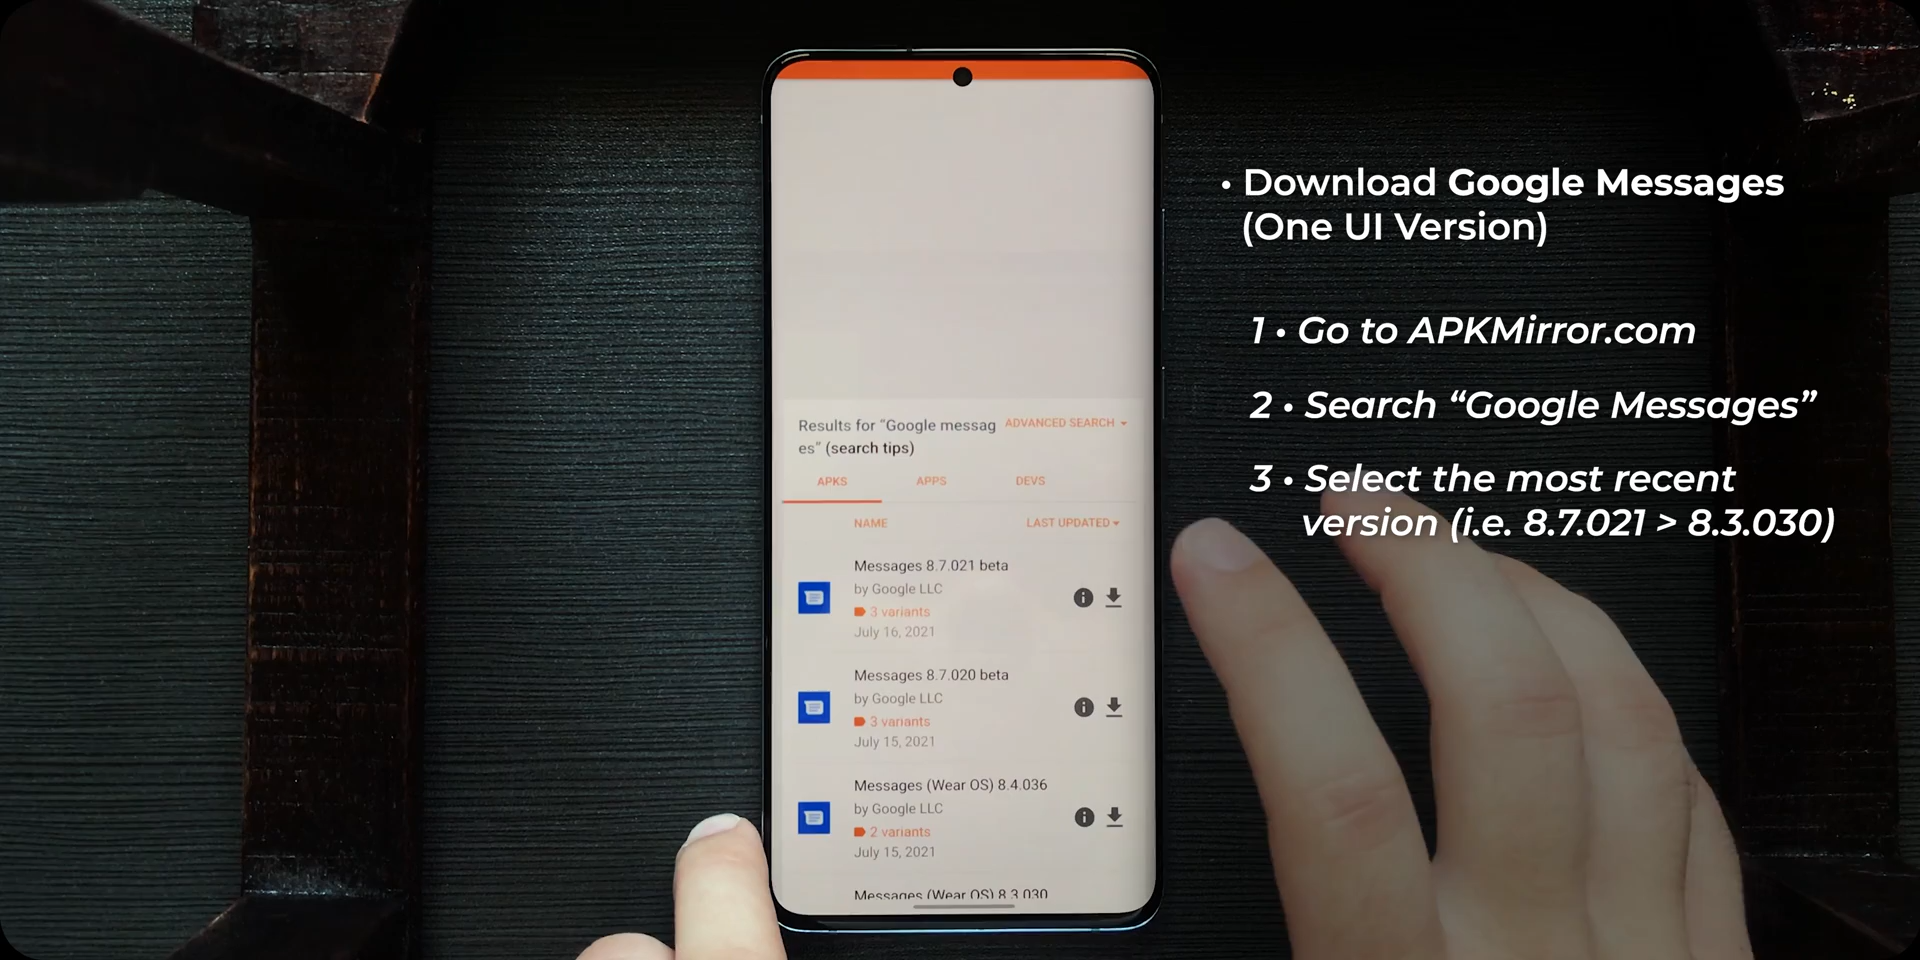 • Download Google Messages
(One UI Version)
1 • Go to APKMirror.com
2 • Search “Google Messages”
3 • Select the most recent
version (i.e. 8.7.021 > 8.3.030)
Results for “Google messag
es” (search tips)
ADVANCED SEARCH
APKS APPS DEVS
NAME LAST UPDATED
Messages 8.7.021 beta
by Google LLC
3 variants
July 16, 2021
Messages 8.7.020 beta
by Google LLC
3 variants
July 15, 2021
Messages (Wear OS) 8.4.036
by Google LLC
2 variants
July 15, 2021
Messages (Wear OS) 8.3.030